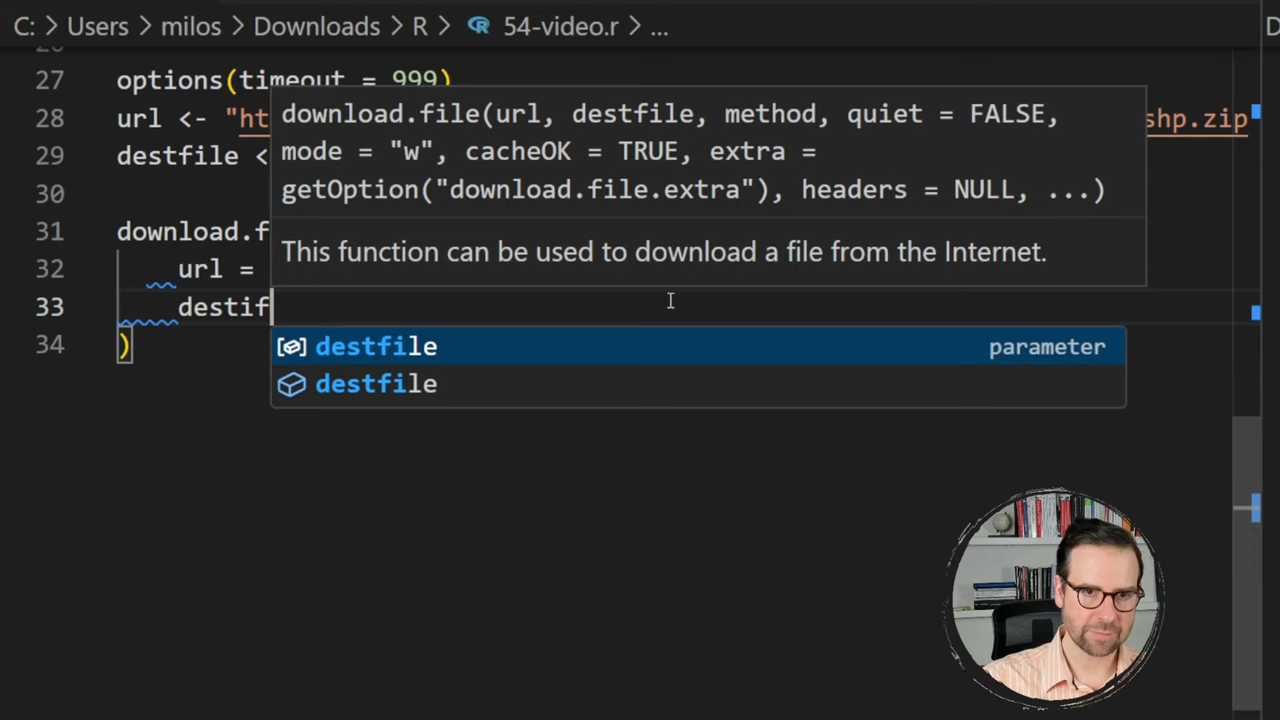 C: > Users > milos > Downloads > R > 54-video.r > ...
27 options(timeout = 999)
28 url <- "ht shp.zip
29 destfile <
30
31 download.f
32 url =
33 destif
34 )
download.file(url, destfile, method, quiet = FALSE,
mode = "w", cacheOK = TRUE, extra =
getOption("download.file.extra"), headers = NULL, ...)
This function can be used to download a file from the Internet.
destfile parameter
destfile